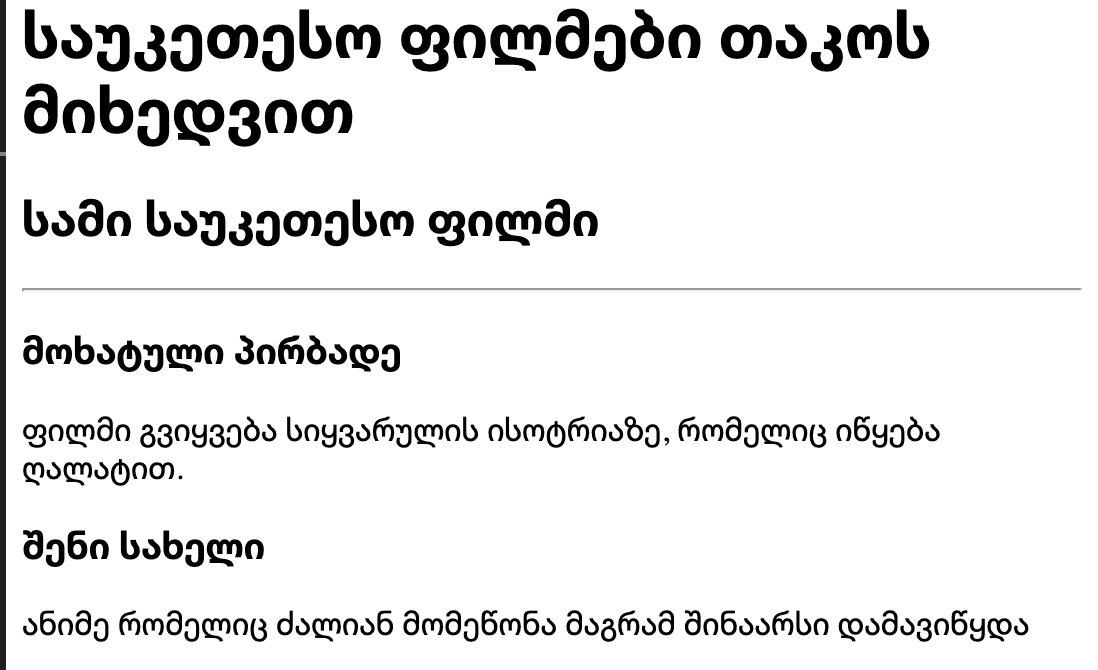 საუკეთესო ფილმები თაკოს
მიხედვით
სამი საუკეთესო ფილმი
მოხატული პირბადე
ფილმი გვიყვება სიყვარულის ისოტრიაზე, რომელიც იწყება
ღალატით.
შენი სახელი
ანიმე რომელიც ძალიან მომეწონა მაგრამ შინაარსი დამავიწყდა